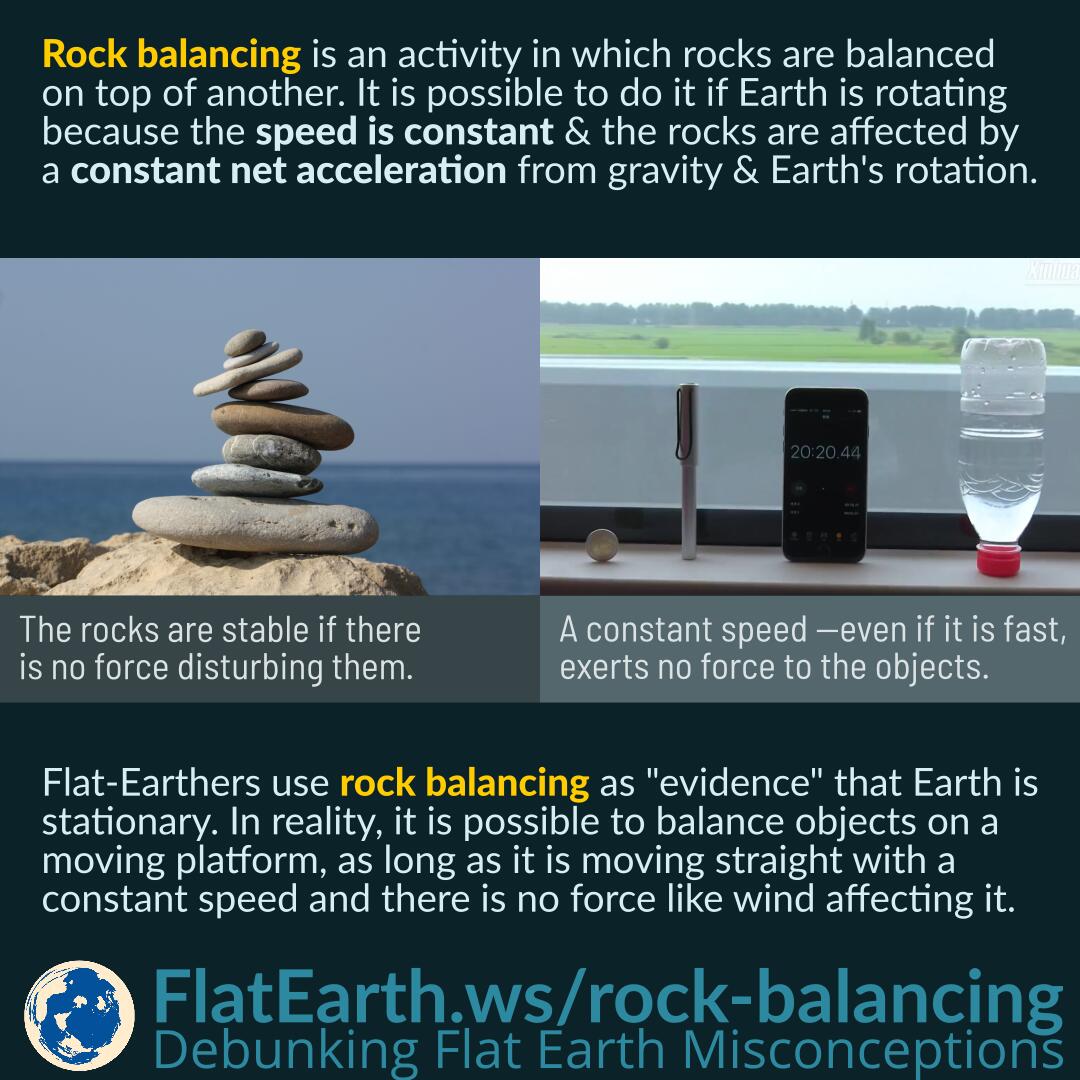 Rock balancing is an activity in which rocks are balanced
on top of another. It is possible to do it if Earth is rotating
because the speed is constant & the rocks are affected by
a constant net acceleration from gravity & Earth's rotation.
Xinhua
20:20.44
The rocks are stable if there
is no force disturbing them.
A constant speed —even if it is fast,
exerts no force to the objects.
Flat-Earthers use rock balancing as "evidence" that Earth is
stationary. In reality, it is possible to balance objects on a
moving platform, as long as it is moving straight with a
constant speed and there is no force like wind affecting it.
FlatEarth.ws/rock-balancing
Debunking Flat Earth Misconceptions